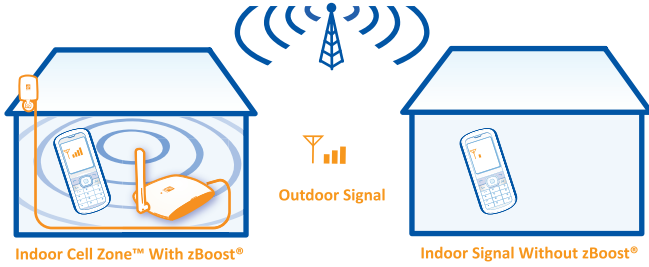 Outdoor Signal
Indoor Cell Zone™ With zBoost®
Indoor Signal Without zBoost®